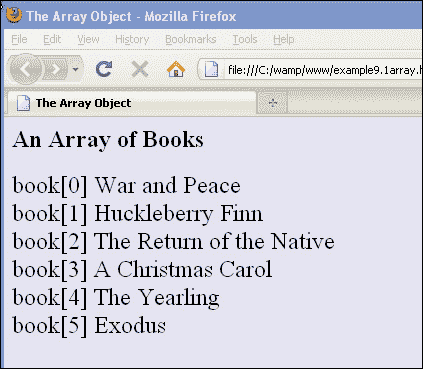 The Array Object - Mozilla Firefox
File Edit View History Bookmarks Tools Help
file:///C:/wamp/www/example9.1array.h
The Array Object
An Array of Books
book[0] War and Peace
book[1] Huckleberry Finn
book[2] The Return of the Native
book[3] A Christmas Carol
book[4] The Yearling
book[5] Exodus